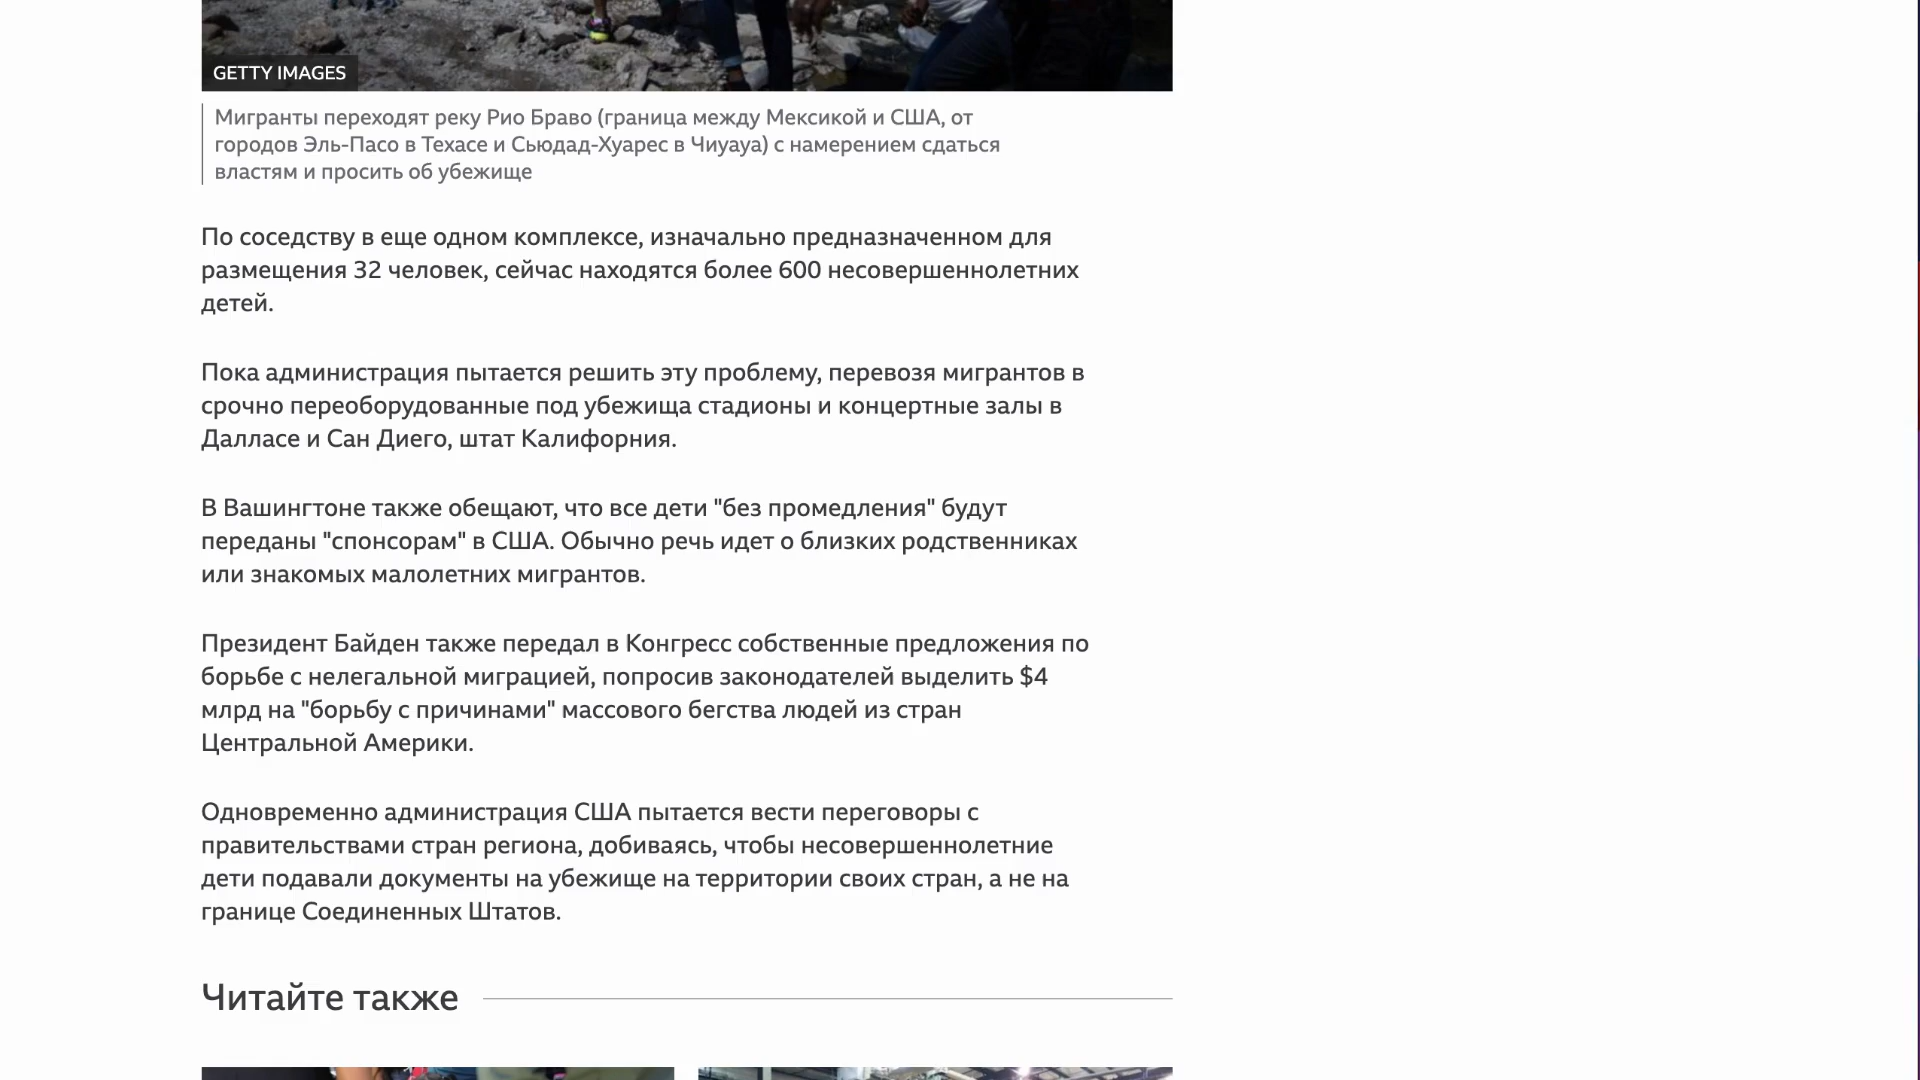 GETTY IMAGES
Мигранты переходят реку Рио Браво (граница между Мексикой и США, от
городов Эль-Пасо в Техасе и Сьюдад-Хуарес в Чиуауа) с намерением сдаться
властям и просить об убежище
По соседству в еще одном комплексе, изначально предназначенном для
размещения 32 человек, сейчас находятся более 600 несовершеннолетних
детей.
Пока администрация пытается решить эту проблему, перевозя мигрантов в
срочно переоборудованные под убежища стадионы и концертные залы в
Далласе и Сан Диего, штат Калифорния.
В Вашингтоне также обещают, что все дети "без промедления" будут
переданы "спонсорам" в США. Обычно речь идет о близких родственниках
или знакомых малолетних мигрантов.
Президент Байден также передал в Конгресс собственные предложения по
борьбе с нелегальной миграцией, попросив законодателей выделить $4
млрд на "борьбу с причинами" массового бегства людей из стран
Центральной Америки.
Одновременно администрация США пытается вести переговоры с
правительствами стран региона, добиваясь, чтобы несовершеннолетние
дети подавали документы на убежище на территории своих стран, а не на
границе Соединенных Штатов.
Читайте также